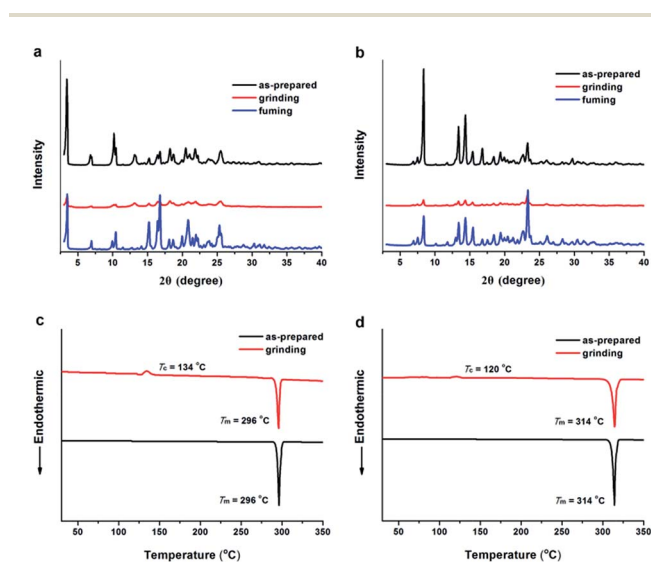 a
as-prepared
grinding
fuming
Intensity
5 10 15 20 25 30 35 40
2θ (degree)
b
as-prepared
grinding
fuming
Intensity
5 10 15 20 25 30 35 40
2θ (degree)
c
as-prepared
grinding
Tc = 134 °C
Tm = 296 °C
Tm = 296 °C
Endothermic
50 100 150 200 250 300 350
Temperature (°C)
d
as-prepared
grinding
Tc = 120 °C
Tm = 314 °C
Tm = 314 °C
Endothermic
50 100 150 200 250 300 350
Temperature (°C)